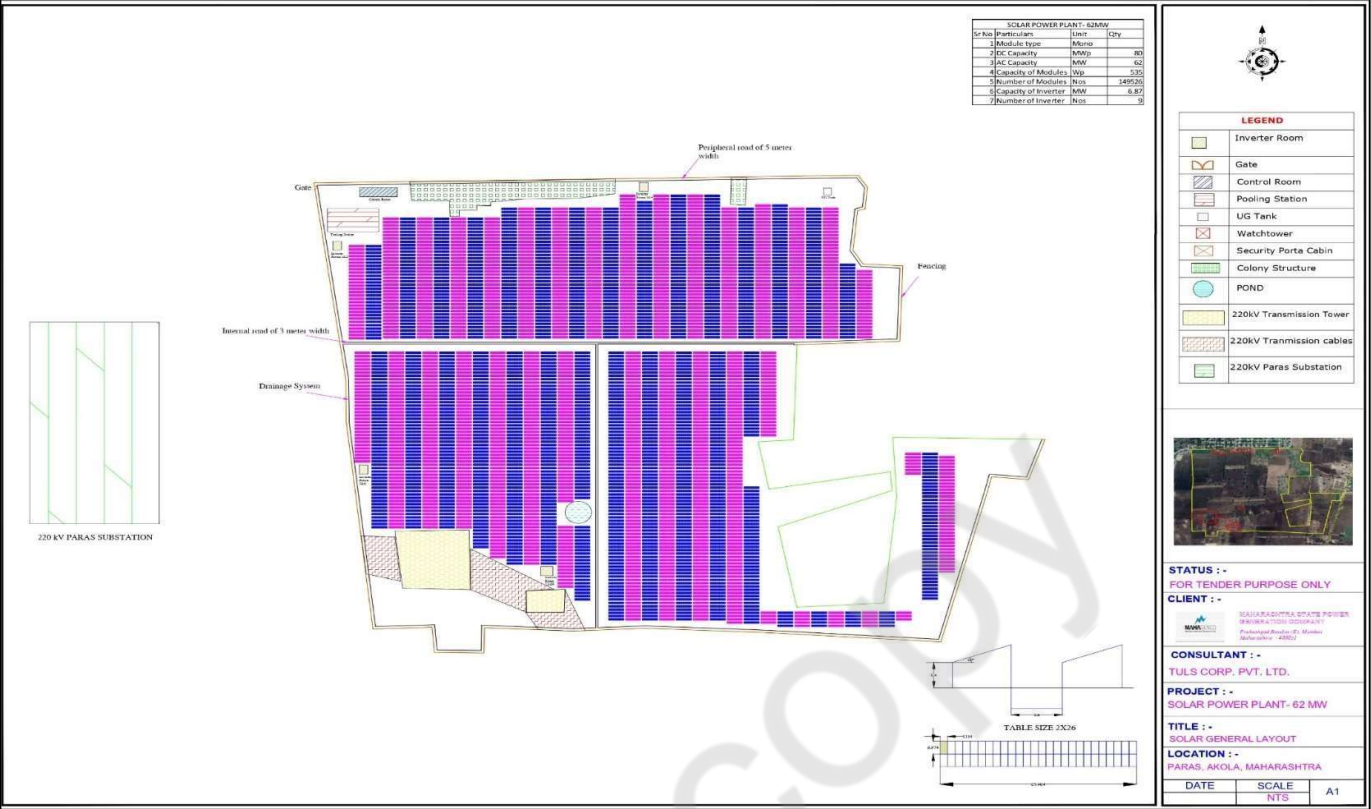 SOLAR POWER PLANT- 62MW
Sr No Particulars Unit Qty
1 Module type Mono
2 DC Capacity MWp 80
3 AC Capacity MW 62
4 Capacity of Modules Wp 535
5 Number of Modules Nos 149526
6 Capacity of Inverter MW 6.87
7 Number of Inverter Nos 9
Peripheral road of 5 meter
width
Gate
Fencing
Internal road of 3 meter width
Drainage System
220 kV PARAS SUBSTATION
TABLE SIZE 2X26
copy
LEGEND
Inverter Room
Gate
Control Room
Pooling Station
UG Tank
Watchtower
Security Porta Cabin
Colony Structure
POND
220kV Transmission Tower
220kV Tranmission cables
220kV Paras Substation
STATUS : -
FOR TENDER PURPOSE ONLY
CLIENT : -
MAHARASHTRA STATE POWER
GENERATION COMPANY
CONSULTANT : -
TULS CORP. PVT. LTD.
PROJECT : -
SOLAR POWER PLANT- 62 MW
TITLE : -
SOLAR GENERAL LAYOUT
LOCATION : -
PARAS, AKOLA, MAHARASHTRA
DATE SCALE A1
NTS